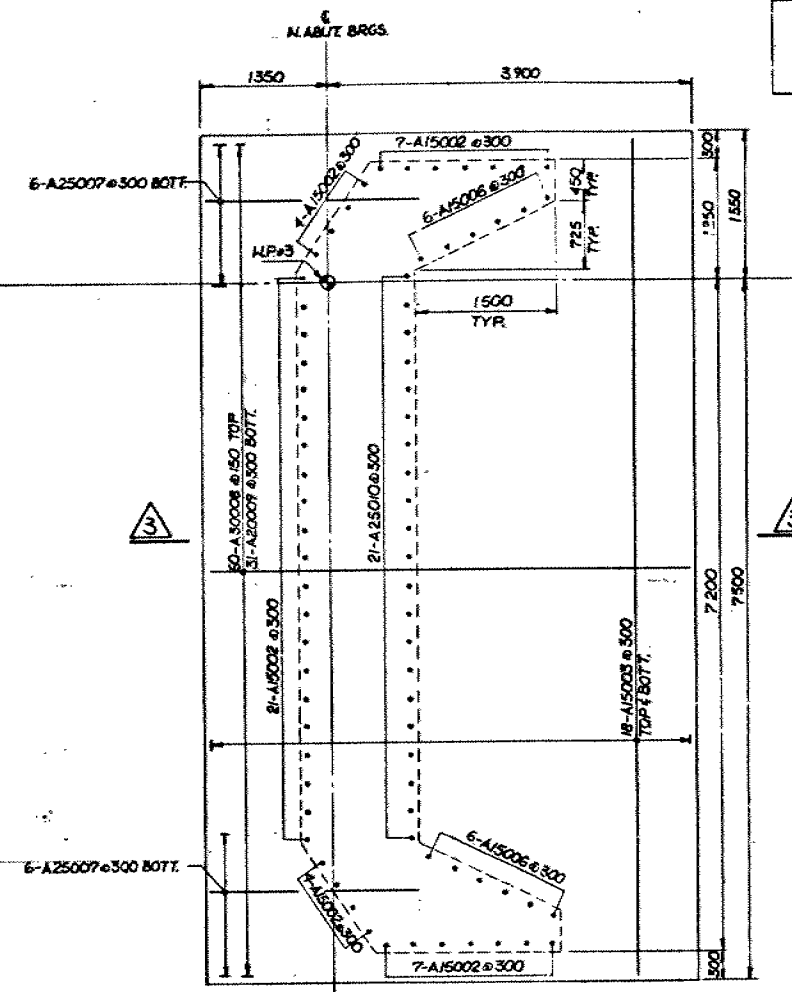 ℄
N. ABUT. BRGS.
1350
3900
7-A15002 @300
6-A25007 @300 BOTT.
4-A15002 @300
6-A15006 @300
300
450
TYP.
725
TYP.
1250
1550
W.P. #3
1500
TYP.
60-A30008 @150 TOP
31-A20009 @300 BOTT.
21-A25010 @300
3
7200
7500
21-A15002 @300
18-A15003 @300
TOP & BOTT.
6-A25007 @300 BOTT.
6-A15006 @300
4-A15002 @300
7-A15002 @300
300